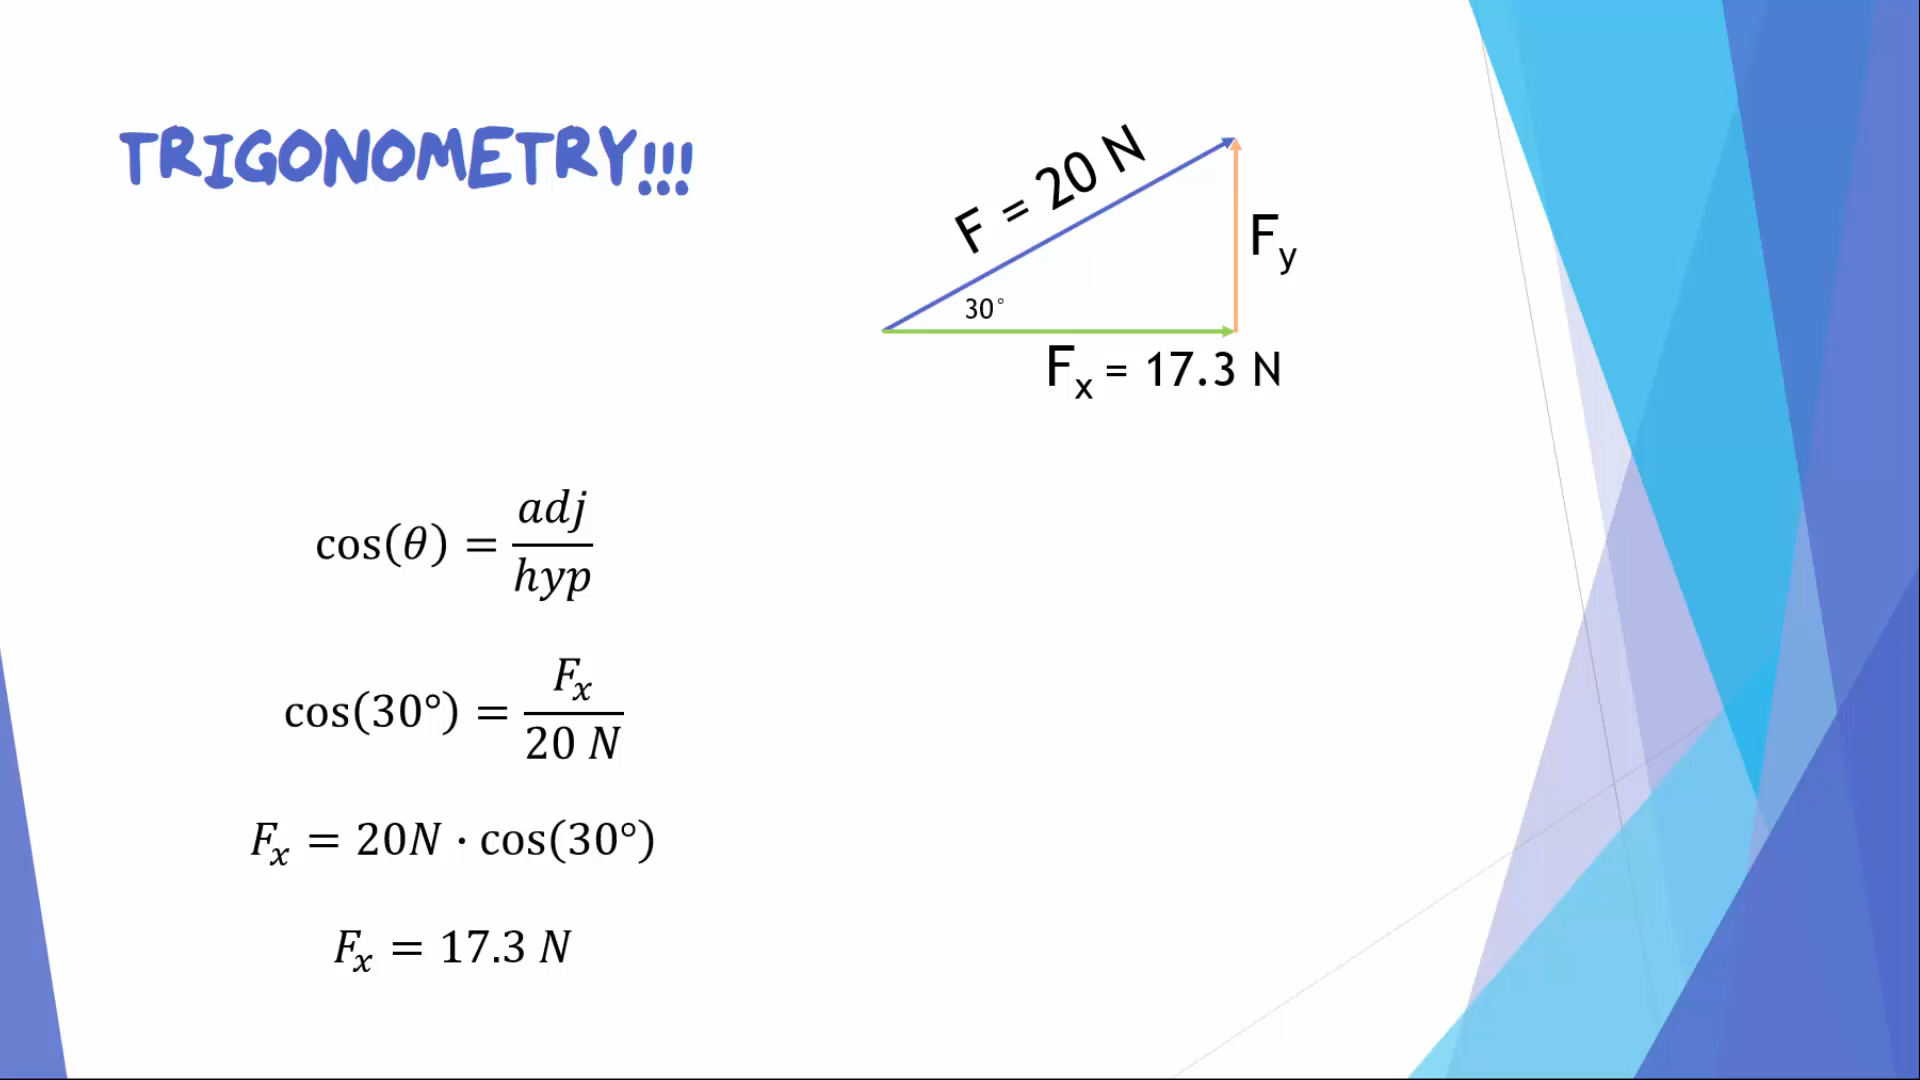 TRIGONOMETRY!!!
F = 20 N
F_y
30°
F_x = 17.3 N
cos(θ) = adj/hyp
cos(30°) = F_x/20 N
F_x = 20N · cos(30°)
F_x = 17.3 N